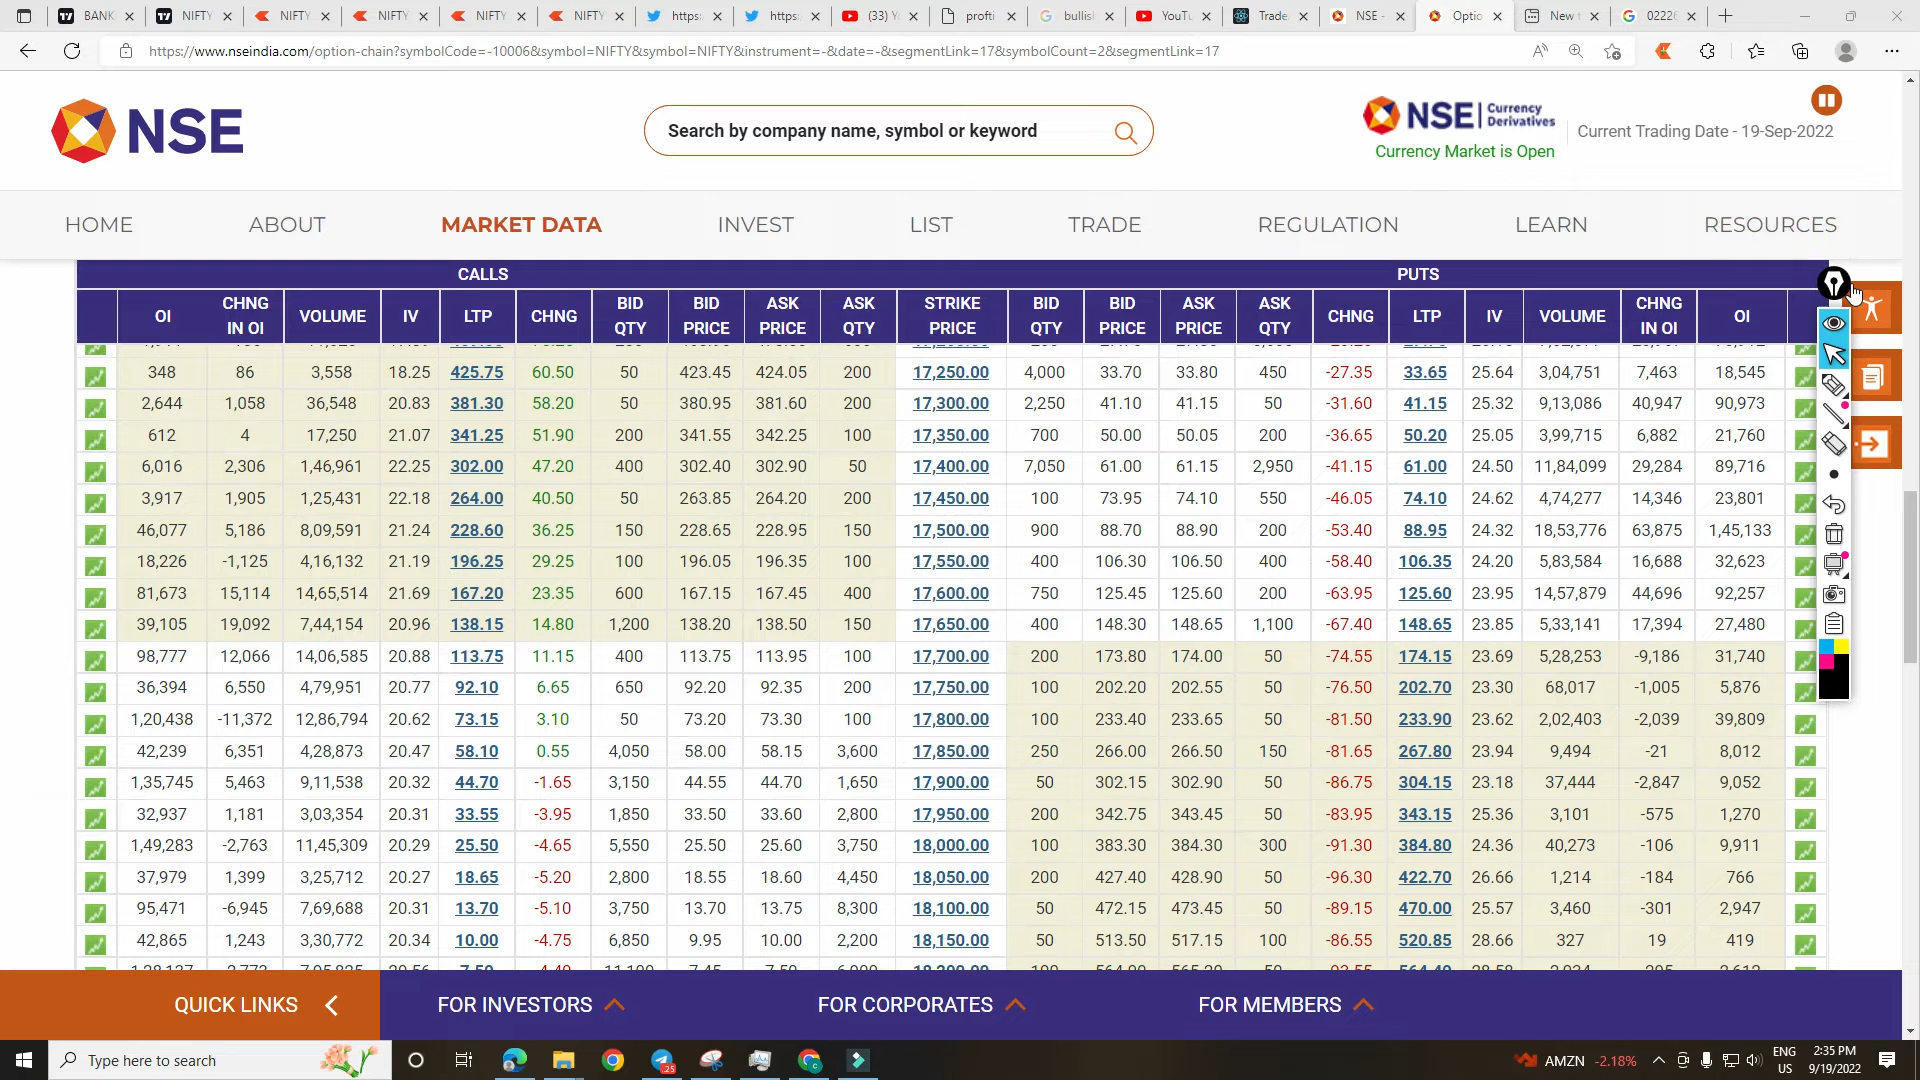 BANK
NIFTY
NIFTY
NIFTY
NIFTY
NIFTY
https:
https:
(33)
profti
bullis
YouTu
Trade
NSE -
Optio
New t
0222
https://www.nseindia.com/option-chain?symbolCode=-10006&symbol=NIFTY&symbol=NIFTY&instrument=-&date=-&segmentLink=17&symbolCount=2&segmentLink=17
NSE
Search by company name, symbol or keyword
NSE Currency Derivatives
Currency Market is Open
Current Trading Date - 19-Sep-2022
HOME ABOUT MARKET DATA INVEST LIST TRADE REGULATION LEARN RESOURCES
CALLS PUTS
OI CHNG IN OI VOLUME IV LTP CHNG BID QTY BID PRICE ASK PRICE ASK QTY STRIKE PRICE BID QTY BID PRICE ASK PRICE ASK QTY CHNG LTP IV VOLUME CHNG IN OI OI
348 86 3,558 18.25 425.75 60.50 50 423.45 424.05 200 17,250.00 4,000 33.70 33.80 450 -27.35 33.65 25.64 3,04,751 7,463 18,545
2,644 1,058 36,548 20.83 381.30 58.20 50 380.95 381.60 200 17,300.00 2,250 41.10 41.15 50 -31.60 41.15 25.32 9,13,086 40,947 90,973
612 4 17,250 21.07 341.25 51.90 200 341.55 342.25 100 17,350.00 700 50.00 50.05 200 -36.65 50.20 25.05 3,99,715 6,882 21,760
6,016 2,306 1,46,961 22.25 302.00 47.20 400 302.40 302.90 50 17,400.00 7,050 61.00 61.15 2,950 -41.15 61.00 24.50 11,84,099 29,284 89,716
3,917 1,905 1,25,431 22.18 264.00 40.50 50 263.85 264.20 200 17,450.00 100 73.95 74.10 550 -46.05 74.10 24.62 4,74,277 14,346 23,801
46,077 5,186 8,09,591 21.24 228.60 36.25 150 228.65 228.95 150 17,500.00 900 88.70 88.90 200 -53.40 88.95 24.32 18,53,776 63,875 1,45,133
18,226 -1,125 4,16,132 21.19 196.25 29.25 100 196.05 196.35 100 17,550.00 400 106.30 106.50 400 -58.40 106.35 24.20 5,83,584 16,688 32,623
81,673 15,114 14,65,514 21.69 167.20 23.35 600 167.15 167.45 400 17,600.00 750 125.45 125.60 200 -63.95 125.60 23.95 14,57,879 44,696 92,257
39,105 19,092 7,44,154 20.96 138.15 14.80 1,200 138.20 138.50 150 17,650.00 400 148.30 148.65 1,100 -67.40 148.65 23.85 5,33,141 17,394 27,480
98,777 12,066 14,06,585 20.88 113.75 11.15 400 113.75 113.95 100 17,700.00 200 173.80 174.00 50 -74.55 174.15 23.69 5,28,253 -9,186 31,740
36,394 6,550 4,79,951 20.77 92.10 6.65 650 92.20 92.35 200 17,750.00 100 202.20 202.55 50 -76.50 202.70 23.30 68,017 -1,005 5,876
1,20,438 -11,372 12,86,794 20.62 73.15 3.10 50 73.20 73.30 100 17,800.00 100 233.40 233.65 50 -81.50 233.90 23.62 2,02,403 -2,039 39,809
42,239 6,351 4,28,873 20.47 58.10 0.55 4,050 58.00 58.15 3,600 17,850.00 250 266.00 266.50 150 -81.65 267.80 23.94 9,494 -21 8,012
1,35,745 5,463 9,11,538 20.32 44.70 -1.65 3,150 44.55 44.70 1,650 17,900.00 50 302.15 302.90 50 -86.75 304.15 23.18 37,444 -2,847 9,052
32,937 1,181 3,03,354 20.31 33.55 -3.95 1,850 33.50 33.60 2,800 17,950.00 200 342.75 343.45 50 -83.95 343.15 25.36 3,101 -575 1,270
1,49,283 -2,763 11,45,309 20.29 25.50 -4.65 5,550 25.50 25.60 3,750 18,000.00 100 383.30 384.30 300 -91.30 384.80 24.36 40,273 -106 9,911
37,979 1,399 3,25,712 20.27 18.65 -5.20 2,800 18.55 18.60 4,450 18,050.00 200 427.40 428.90 50 -96.30 422.70 26.66 1,214 -184 766
95,471 -6,945 7,69,688 20.31 13.70 -5.10 3,750 13.70 13.75 8,300 18,100.00 50 472.15 473.45 50 -89.15 470.00 25.57 3,460 -301 2,947
42,865 1,243 3,30,772 20.34 10.00 -4.75 6,850 9.95 10.00 2,200 18,150.00 50 513.50 517.15 100 -86.55 520.85 28.66 327 19 419
QUICK LINKS FOR INVESTORS FOR CORPORATES FOR MEMBERS
Type here to search
.25
AMZN -2.18%
ENG US
2:35 PM
9/19/2022